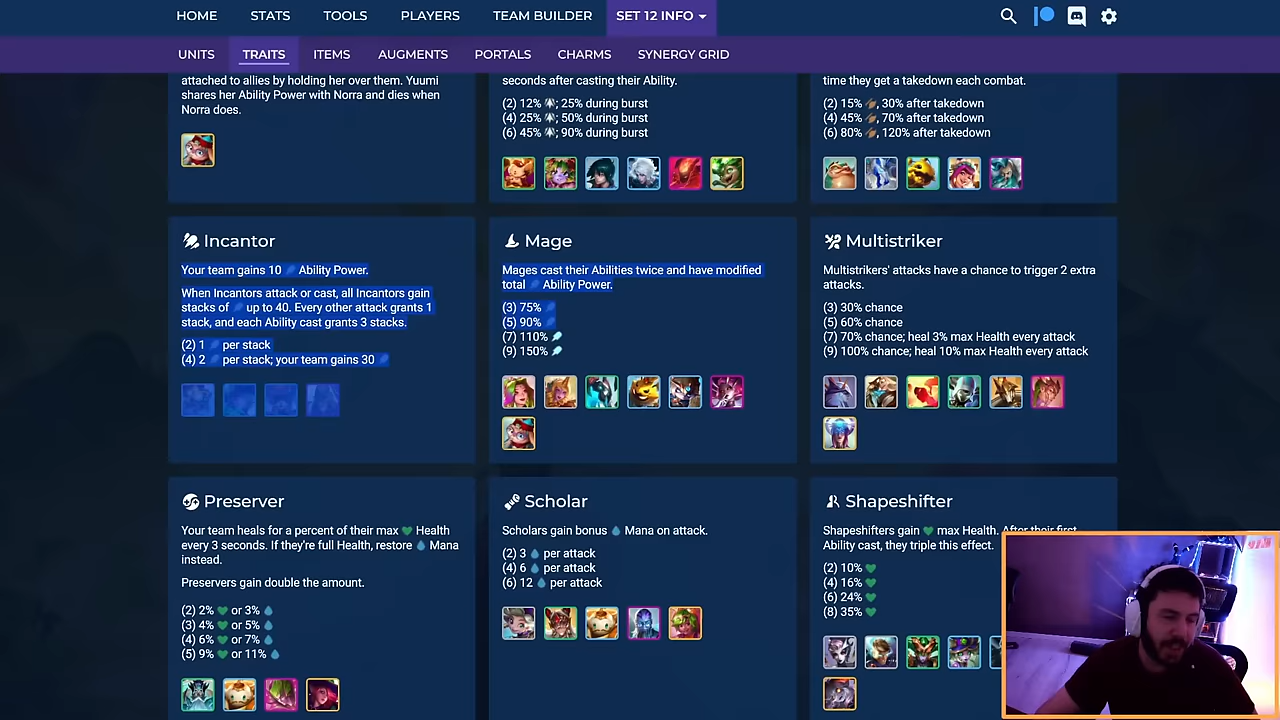 HOME STATS TOOLS PLAYERS TEAM BUILDER SET 12 INFO
UNITS TRAITS ITEMS AUGMENTS PORTALS CHARMS SYNERGY GRID
attached to allies by holding her over them. Yuumi
shares her Ability Power with Norra and dies when
Norra does.
seconds after casting their Ability.
(2) 12% ; 25% during burst
(4) 25% ; 50% during burst
(6) 45% ; 90% during burst
time they get a takedown each combat.
(2) 15% , 30% after takedown
(4) 45% , 70% after takedown
(6) 80% , 120% after takedown
Incantor
Your team gains 10 Ability Power.
When Incantors attack or cast, all Incantors gain
stacks of up to 40. Every other attack grants 1
stack, and each Ability cast grants 3 stacks.
(2) 1 per stack
(4) 2 per stack; your team gains 30
Mage
Mages cast their Abilities twice and have modified
total Ability Power.
(3) 75%
(5) 90%
(7) 110%
(9) 150%
Multistriker
Multistrikers' attacks have a chance to trigger 2 extra
attacks.
(3) 30% chance
(5) 60% chance
(7) 70% chance; heal 3% max Health every attack
(9) 100% chance; heal 10% max Health every attack
Preserver
Your team heals for a percent of their max Health
every 3 seconds. If they're full Health, restore Mana
instead.
Preservers gain double the amount.
(2) 2% or 3%
(3) 4% or 5%
(4) 6% or 7%
(5) 9% or 11%
Scholar
Scholars gain bonus Mana on attack.
(2) 3 per attack
(4) 6 per attack
(6) 12 per attack
Shapeshifter
Shapeshifters gain max Health. After their first
Ability cast, they triple this effect.
(2) 10%
(4) 16%
(6) 24%
(8) 35%